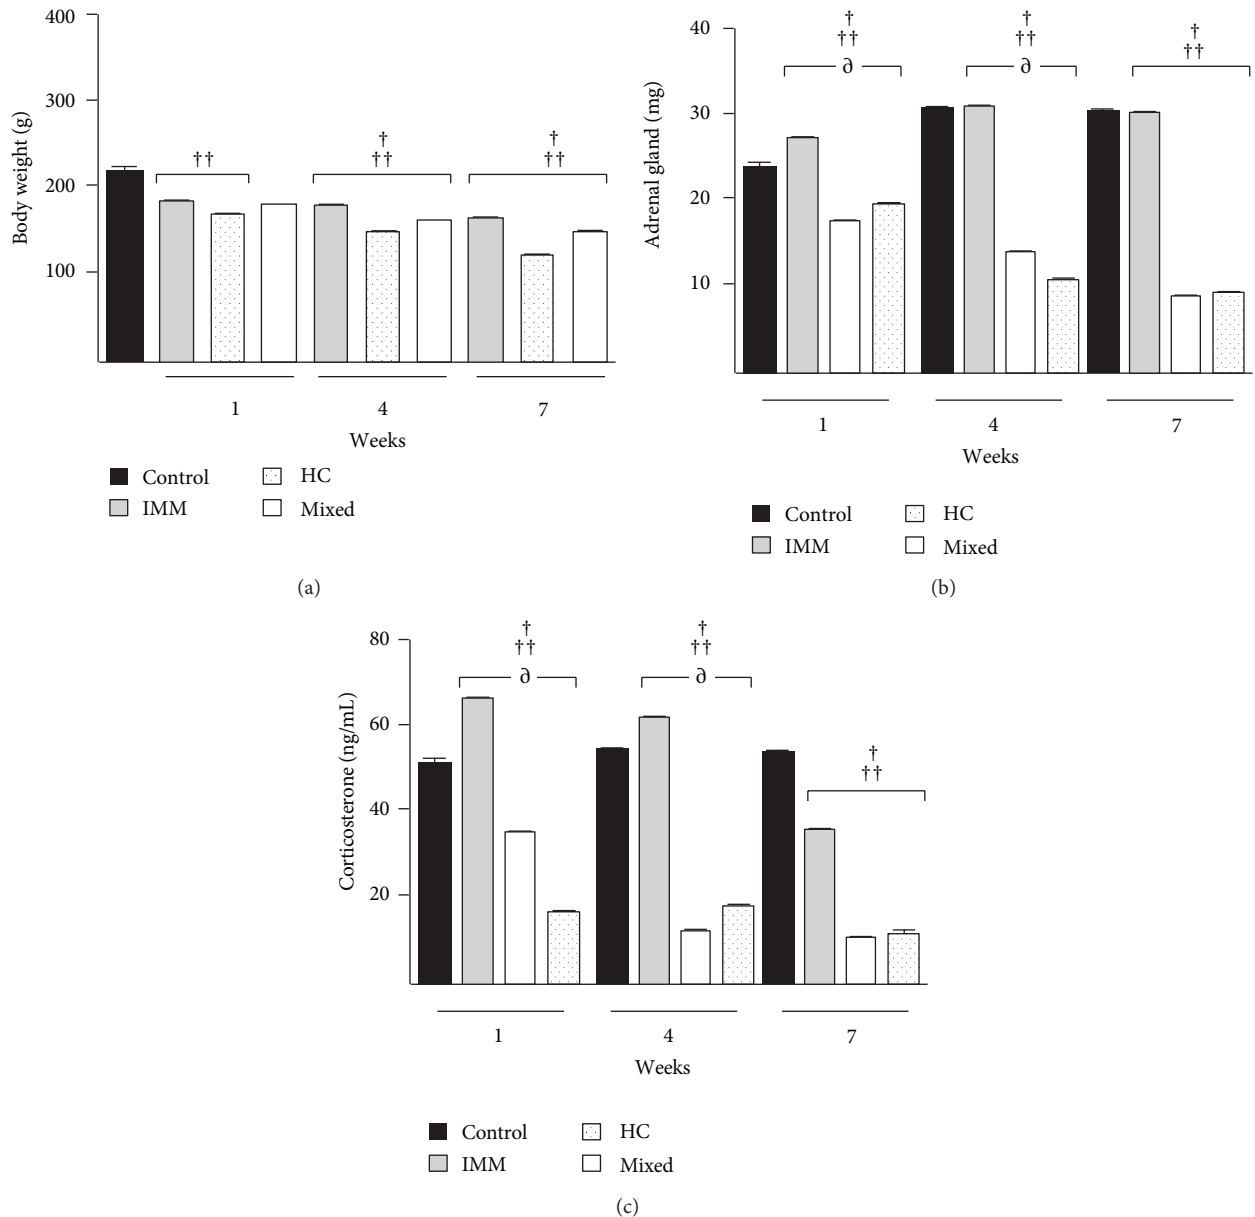 400
300
200
100
Body weight (g)
††
†
††
†
††
1 4 7
Weeks
Control HC
IMM Mixed
(a)
40
30
20
10
Adrenal gland (mg)
†
††
∂
†
††
∂
†
††
1 4 7
Weeks
Control HC
IMM Mixed
(b)
80
60
40
20
Corticosterone (ng/mL)
†
††
∂
†
††
∂
†
††
1 4 7
Weeks
Control HC
IMM Mixed
(c)